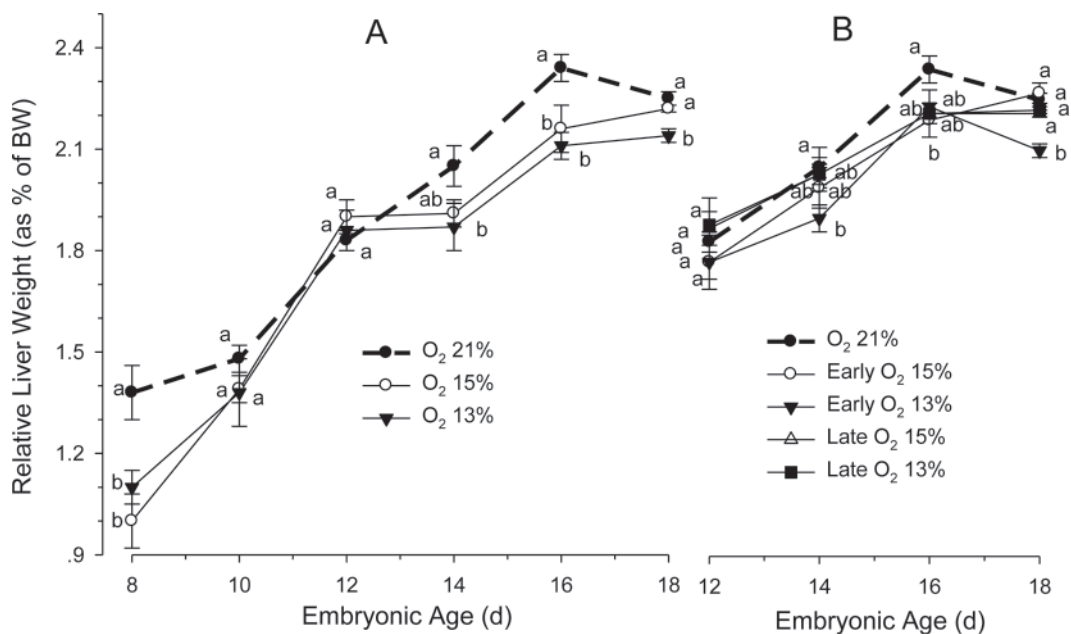 A
B
Relative Liver Weight (as % of BW)
2.4
2.1
1.8
1.5
1.2
.9
a
a
a
a
a
a
a
a
a
a
ab
b
b
b
a
b
b
b
O₂ 21%
O₂ 15%
O₂ 13%
8
10
12
14
16
18
Embryonic Age (d)
a
a
a
a
a
ab
ab
b
a
ab
ab
ab
b
a
a
a
a
b
O₂ 21%
Early O₂ 15%
Early O₂ 13%
Late O₂ 15%
Late O₂ 13%
12
14
16
18
Embryonic Age (d)